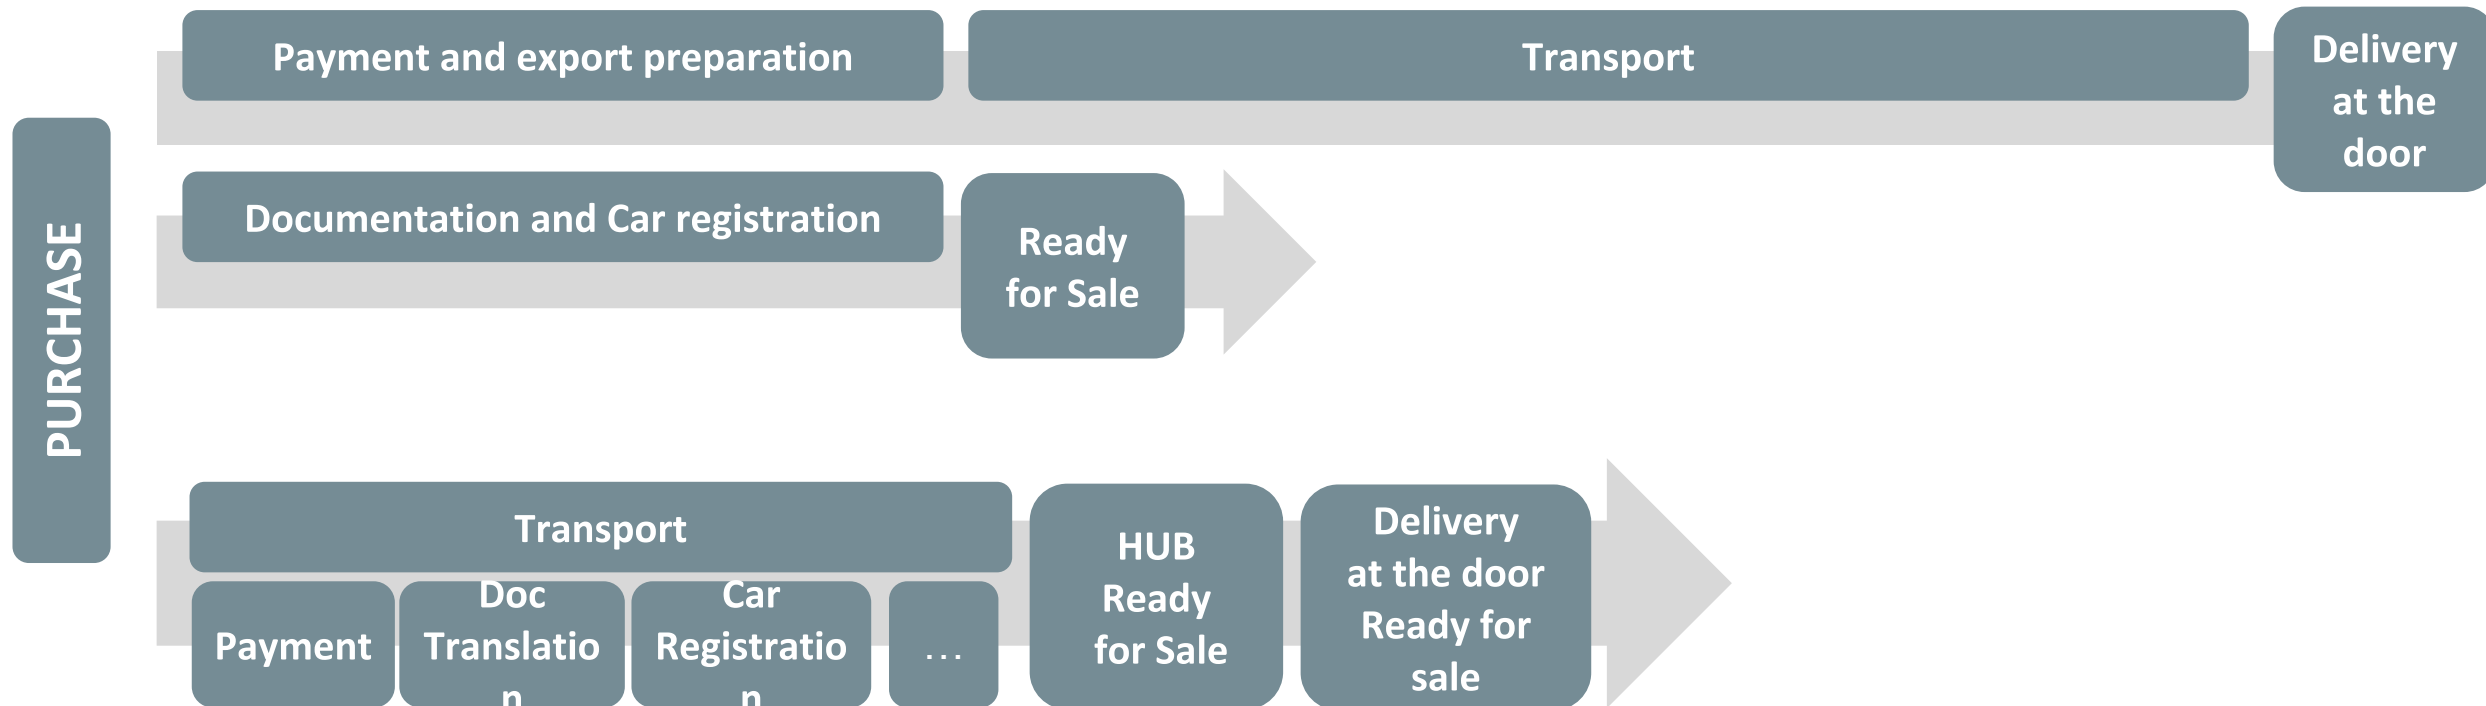 PURCHASE
Payment and export preparation
Transport
Delivery
at the
door
Documentation and Car registration
Ready
for Sale
Transport
Payment
Doc
Translatio
n
Car
Registratio
n
...
HUB
Ready
for Sale
Delivery
at the door
Ready for
sale